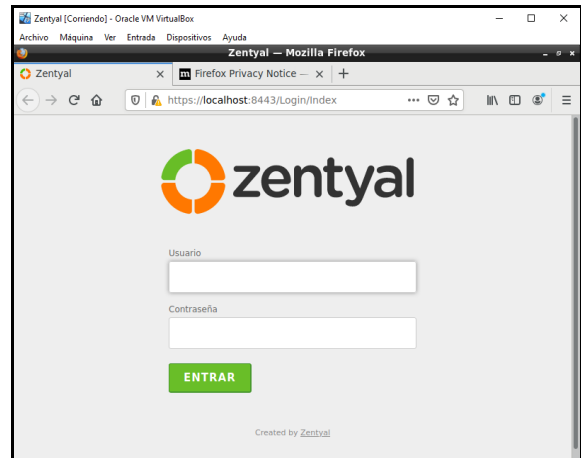 Zentyal [Corriendo] - Oracle VM VirtualBox
Archivo Máquina Ver Entrada Dispositivos Ayuda
Zentyal — Mozilla Firefox
Zentyal
m Firefox Privacy Notice —
https://localhost:8443/Login/Index
zentyal
Usuario
Contraseña
ENTRAR
Created by Zentyal